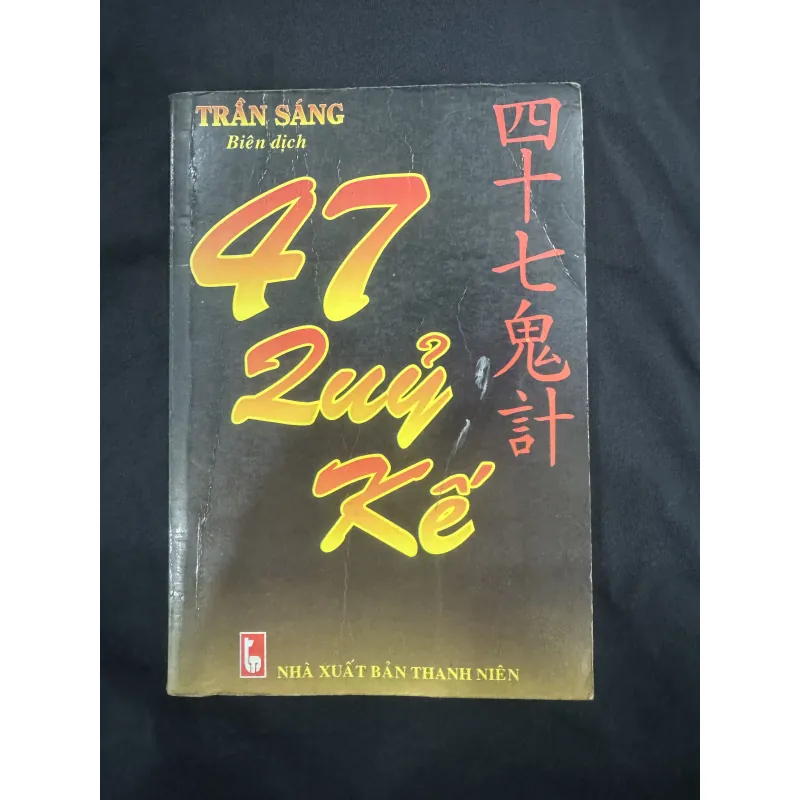 TRẦN SÁNG
Biên dịch
47
Quỷ
Kế
四十七鬼計
NHÀ XUẤT BẢN THANH NIÊN